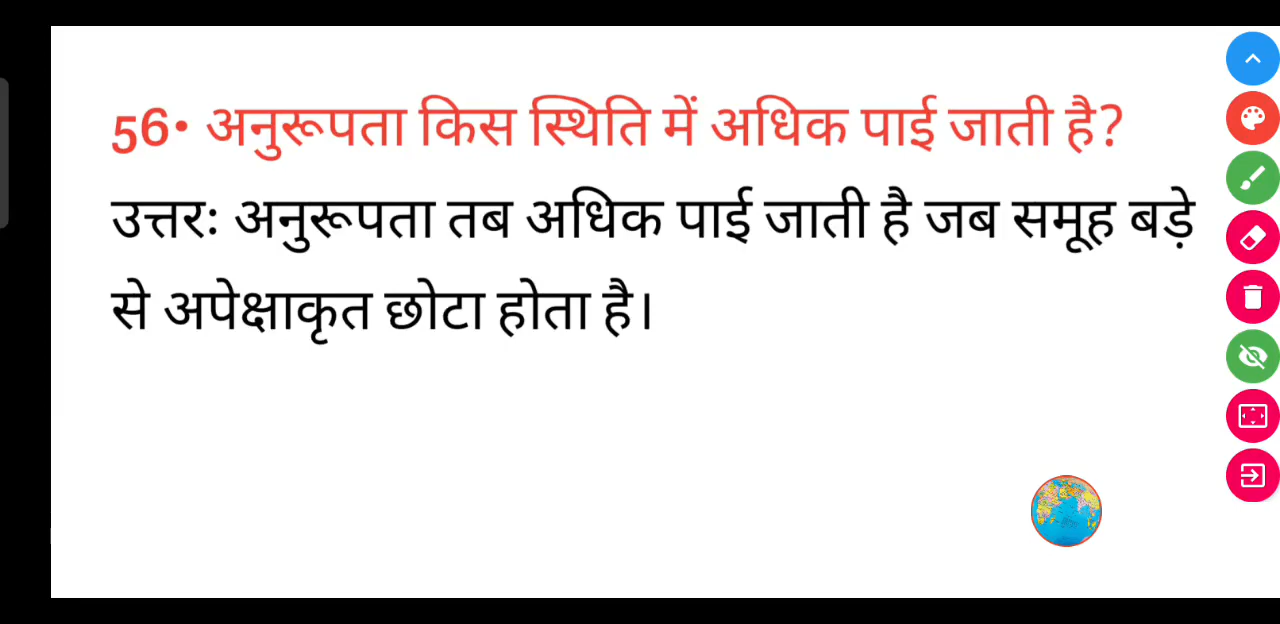 56• अनुरूपता किस स्थिति में अधिक पाई जाती है?
उत्तरः अनुरूपता तब अधिक पाई जाती है जब समूह बड़े
से अपेक्षाकृत छोटा होता है।